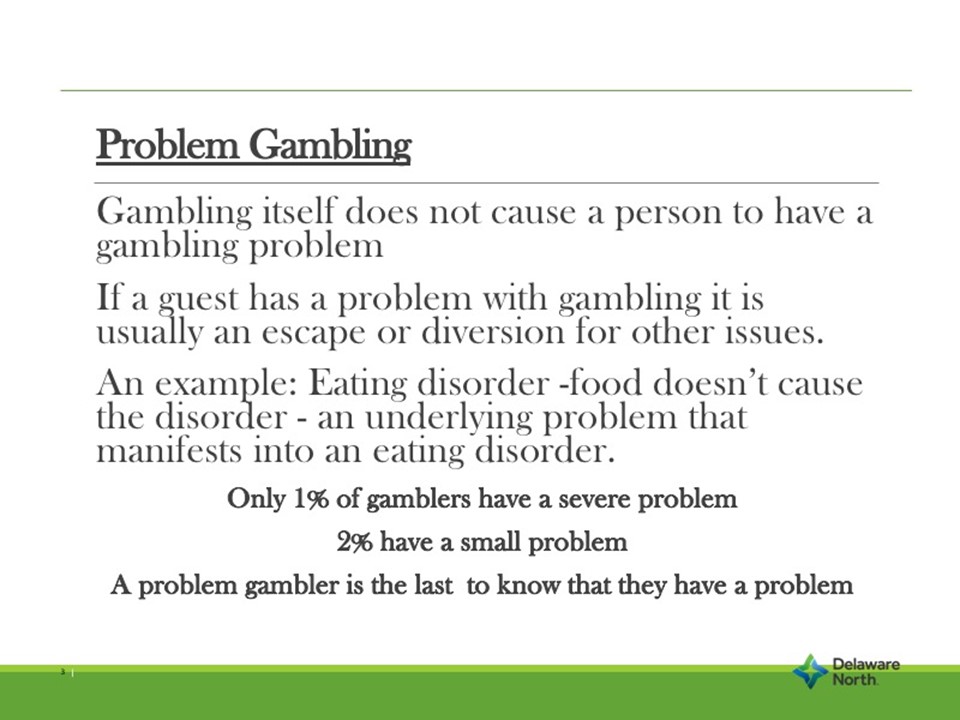 Problem Gambling
Gambling itself does not cause a person to have a
gambling problem
If a guest has a problem with gambling it is
usually an escape or diversion for other issues.
An example: Eating disorder -food doesn’t cause
the disorder - an underlying problem that
manifests into an eating disorder.
Only 1% of gamblers have a severe problem
2% have a small problem
A problem gambler is the last  to know that they have a problem
3 |
Delaware
North.